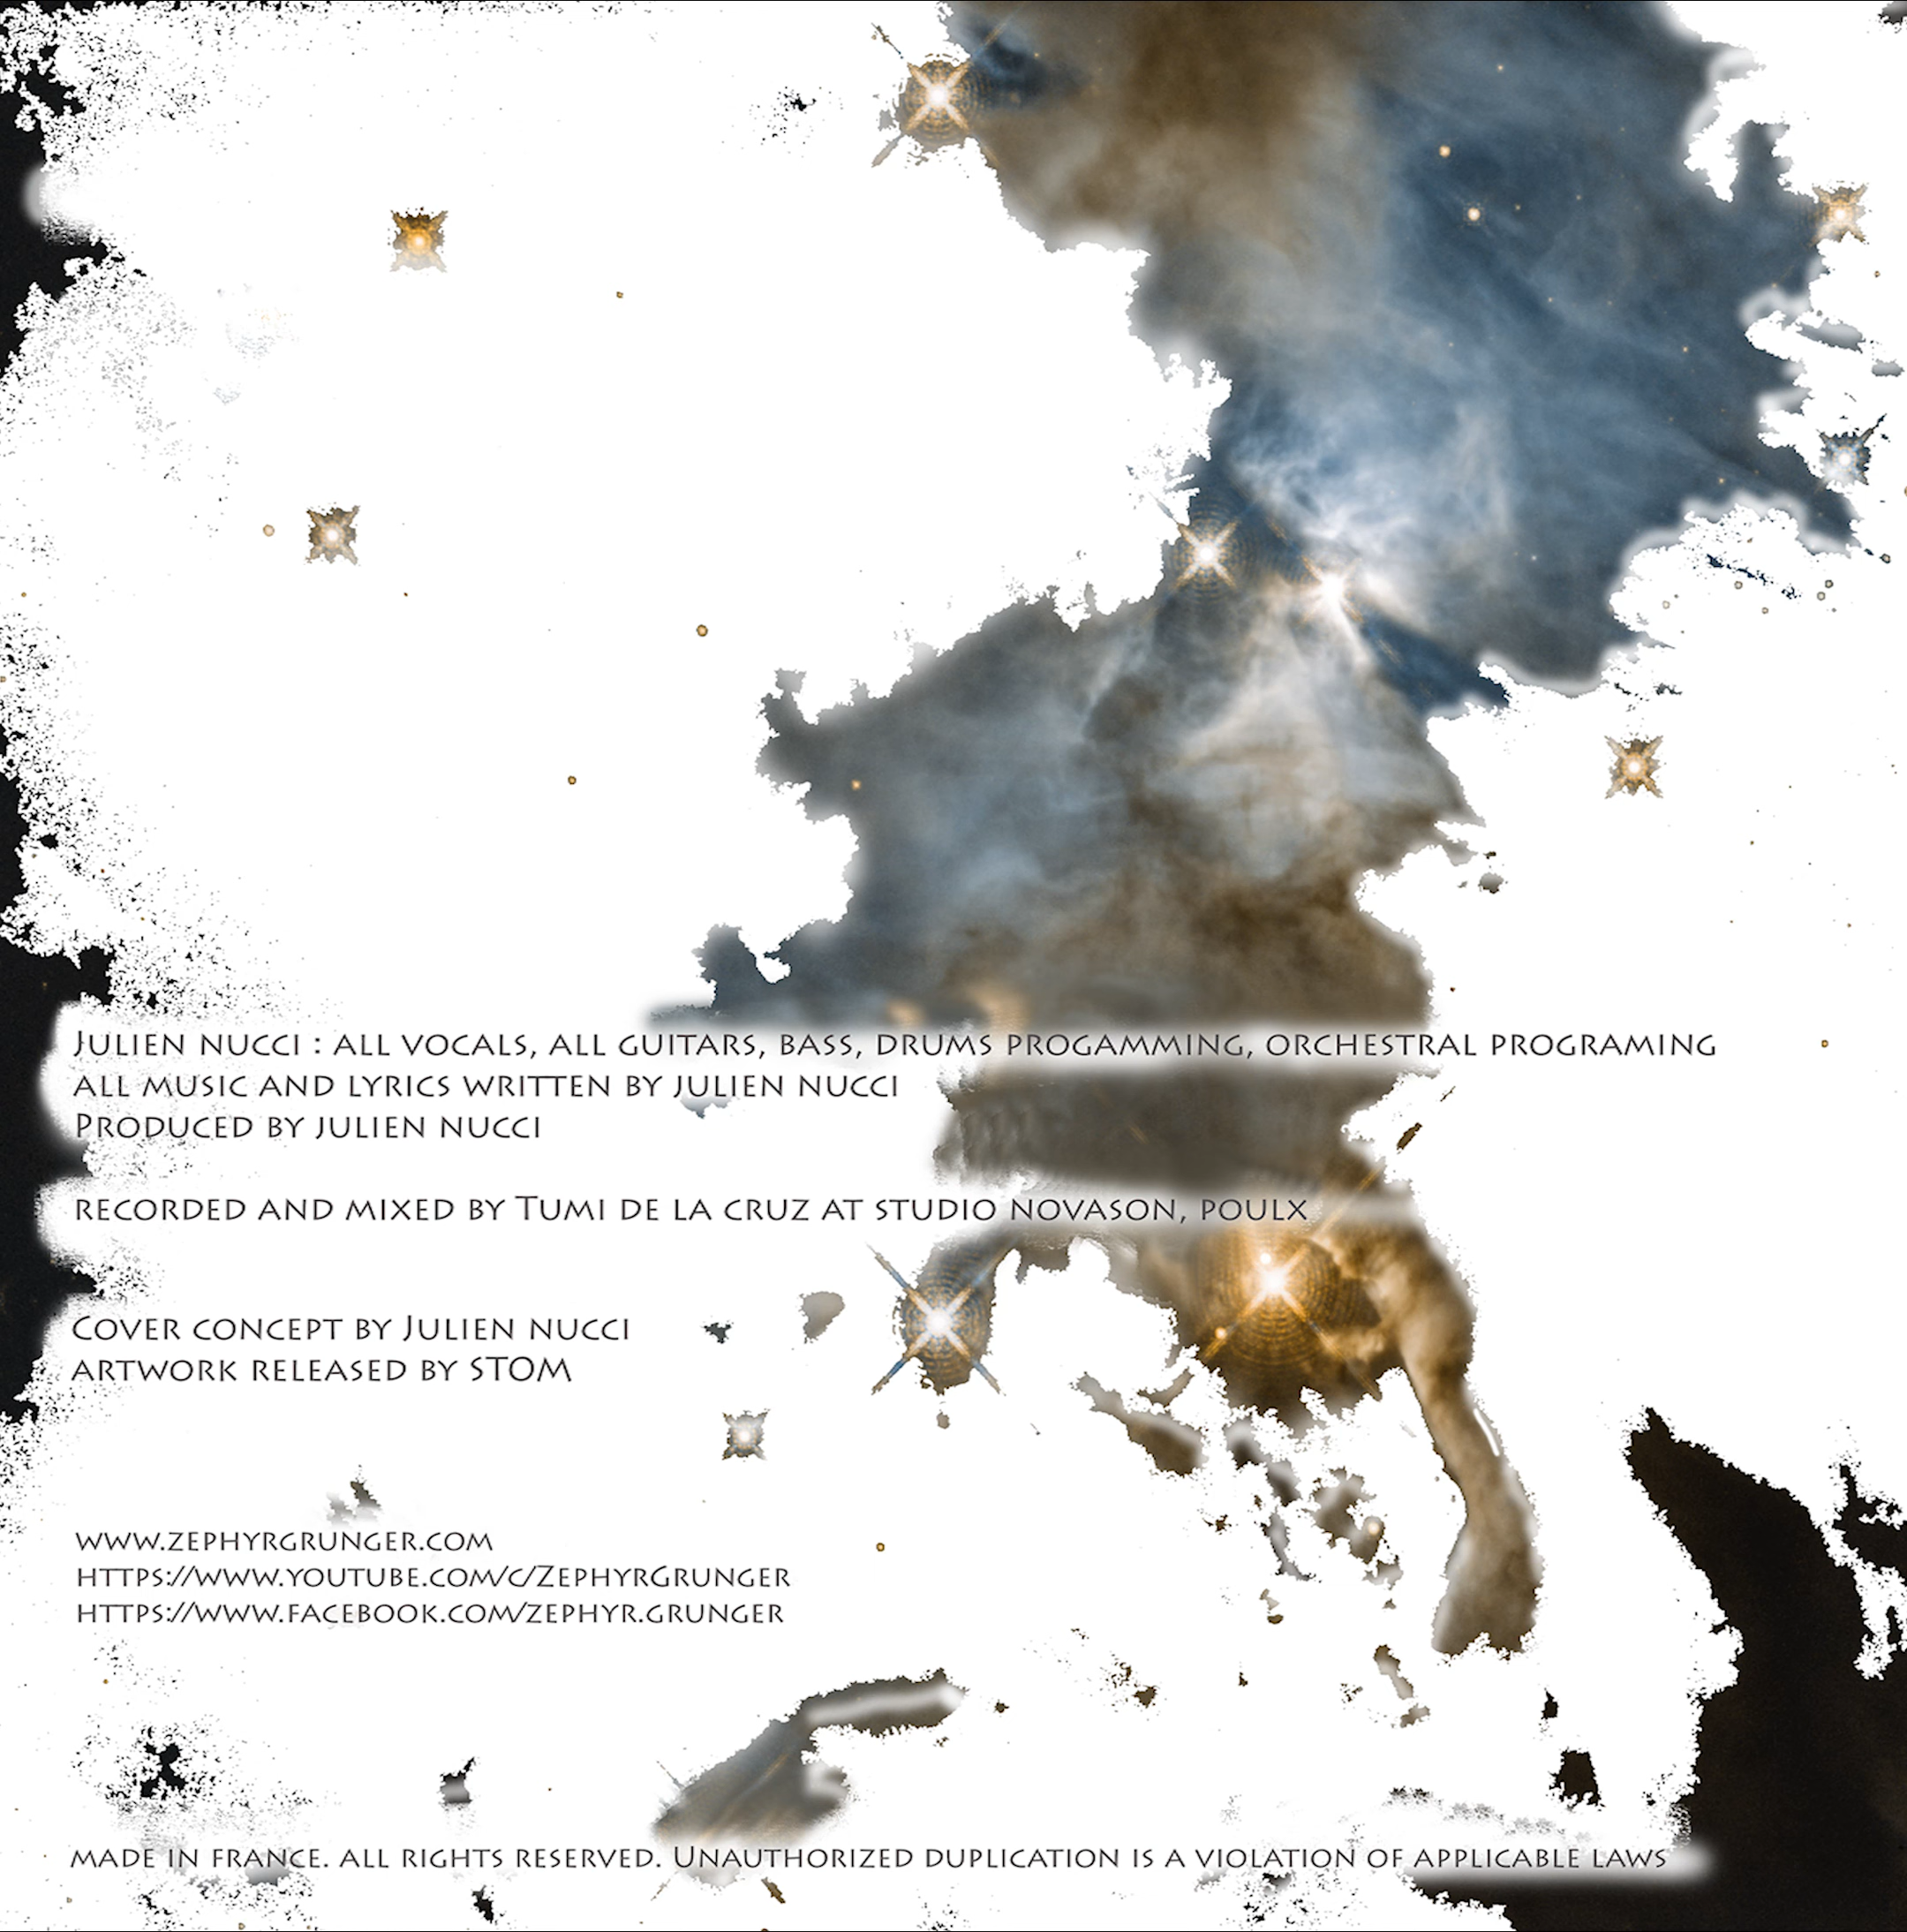 Julien Nucci : all vocals, all guitars, bass, drums progamming, orchestral programing
all music and lyrics written by Julien Nucci
Produced by Julien Nucci
recorded and mixed by Tumi de la Cruz at studio Novason, Poulx
Cover concept by Julien Nucci
artwork released by STOM
www.zephyrgrunger.com
https://www.youtube.com/c/ZephyrGrunger
https://www.facebook.com/zephyr.grunger
made in France. All rights reserved. Unauthorized duplication is a violation of applicable laws